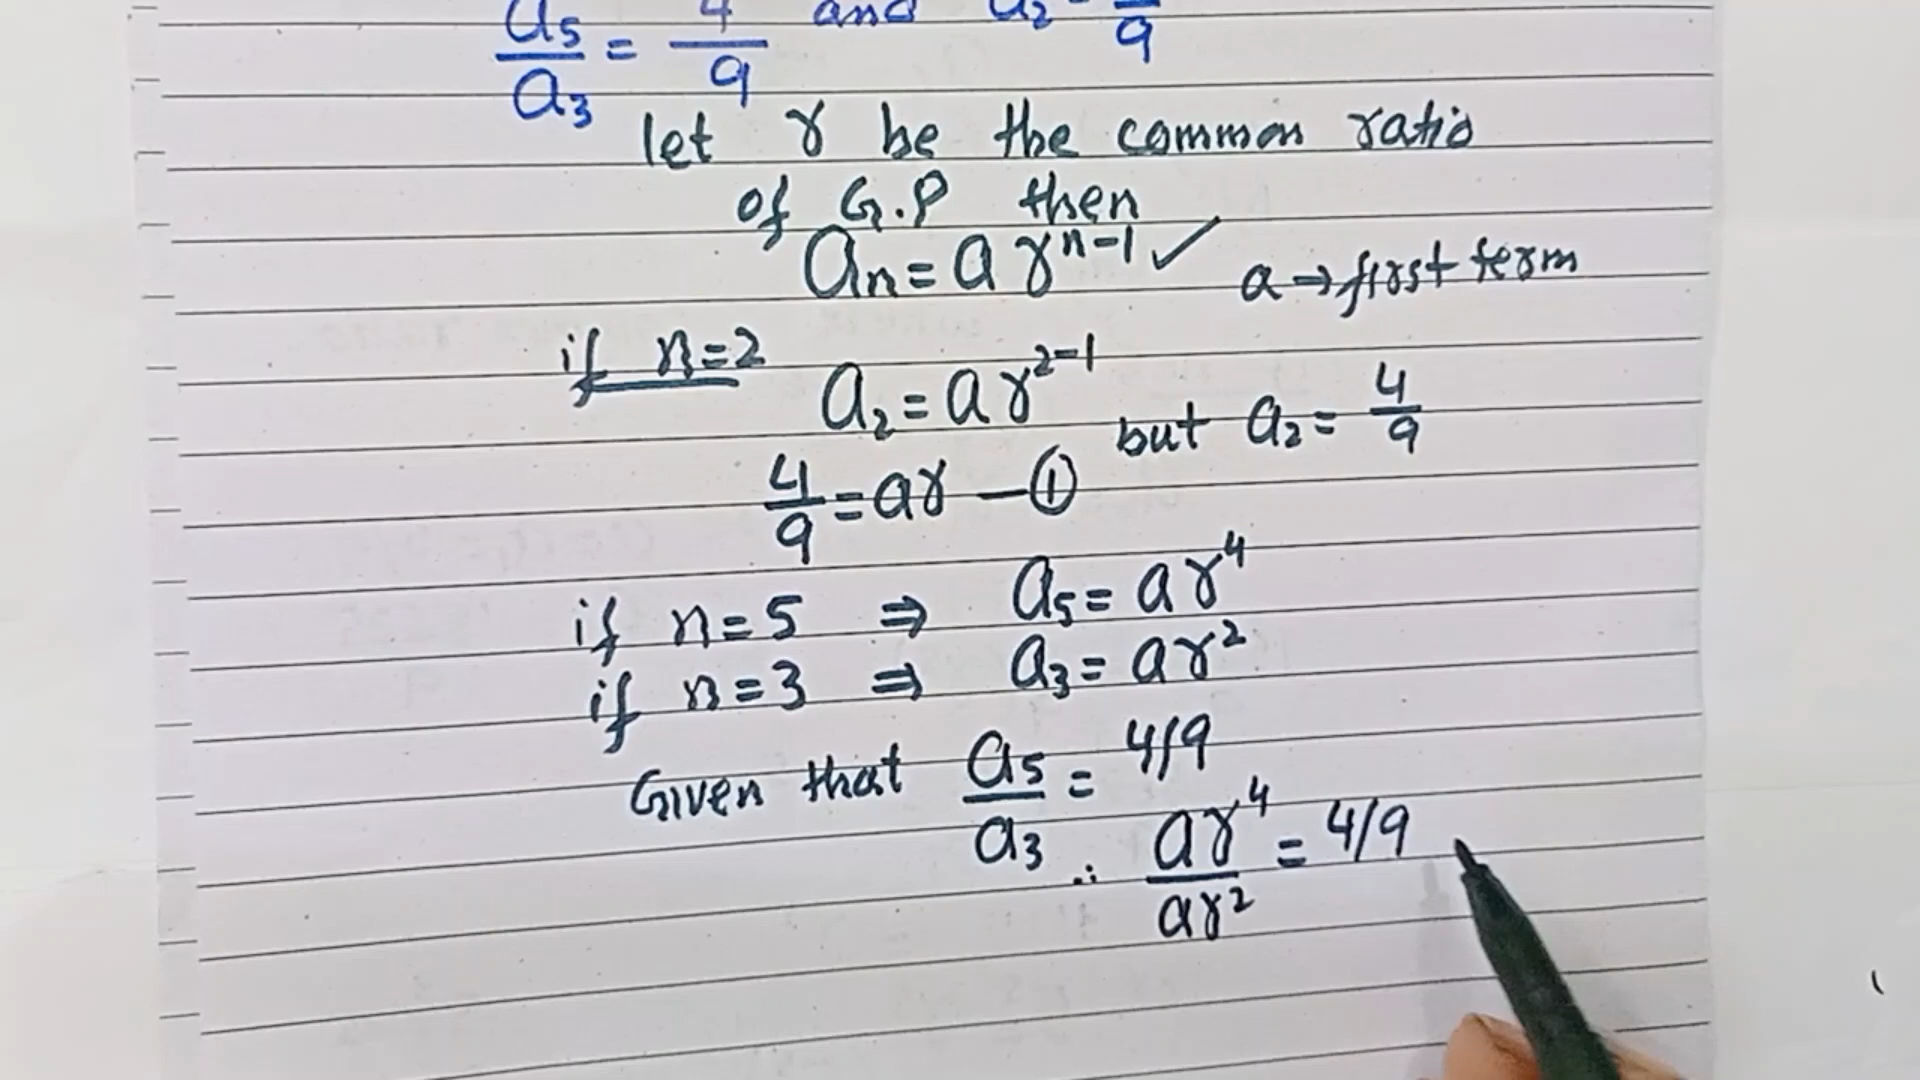 a5/a3 = 4/9 and a2 = /9
let r be the common ratio
of G.P then
an = a r^n-1 ✓ a → first term
if n=2 a2 = a r^2-1
but a2 = 4/9
4/9 = ar — ①
if n=5 ⇒ a5 = a r^4
if n=3 ⇒ a3 = a r^2
Given that a5/a3 = 4/9
∴ ar^4/ar^2 = 4/9